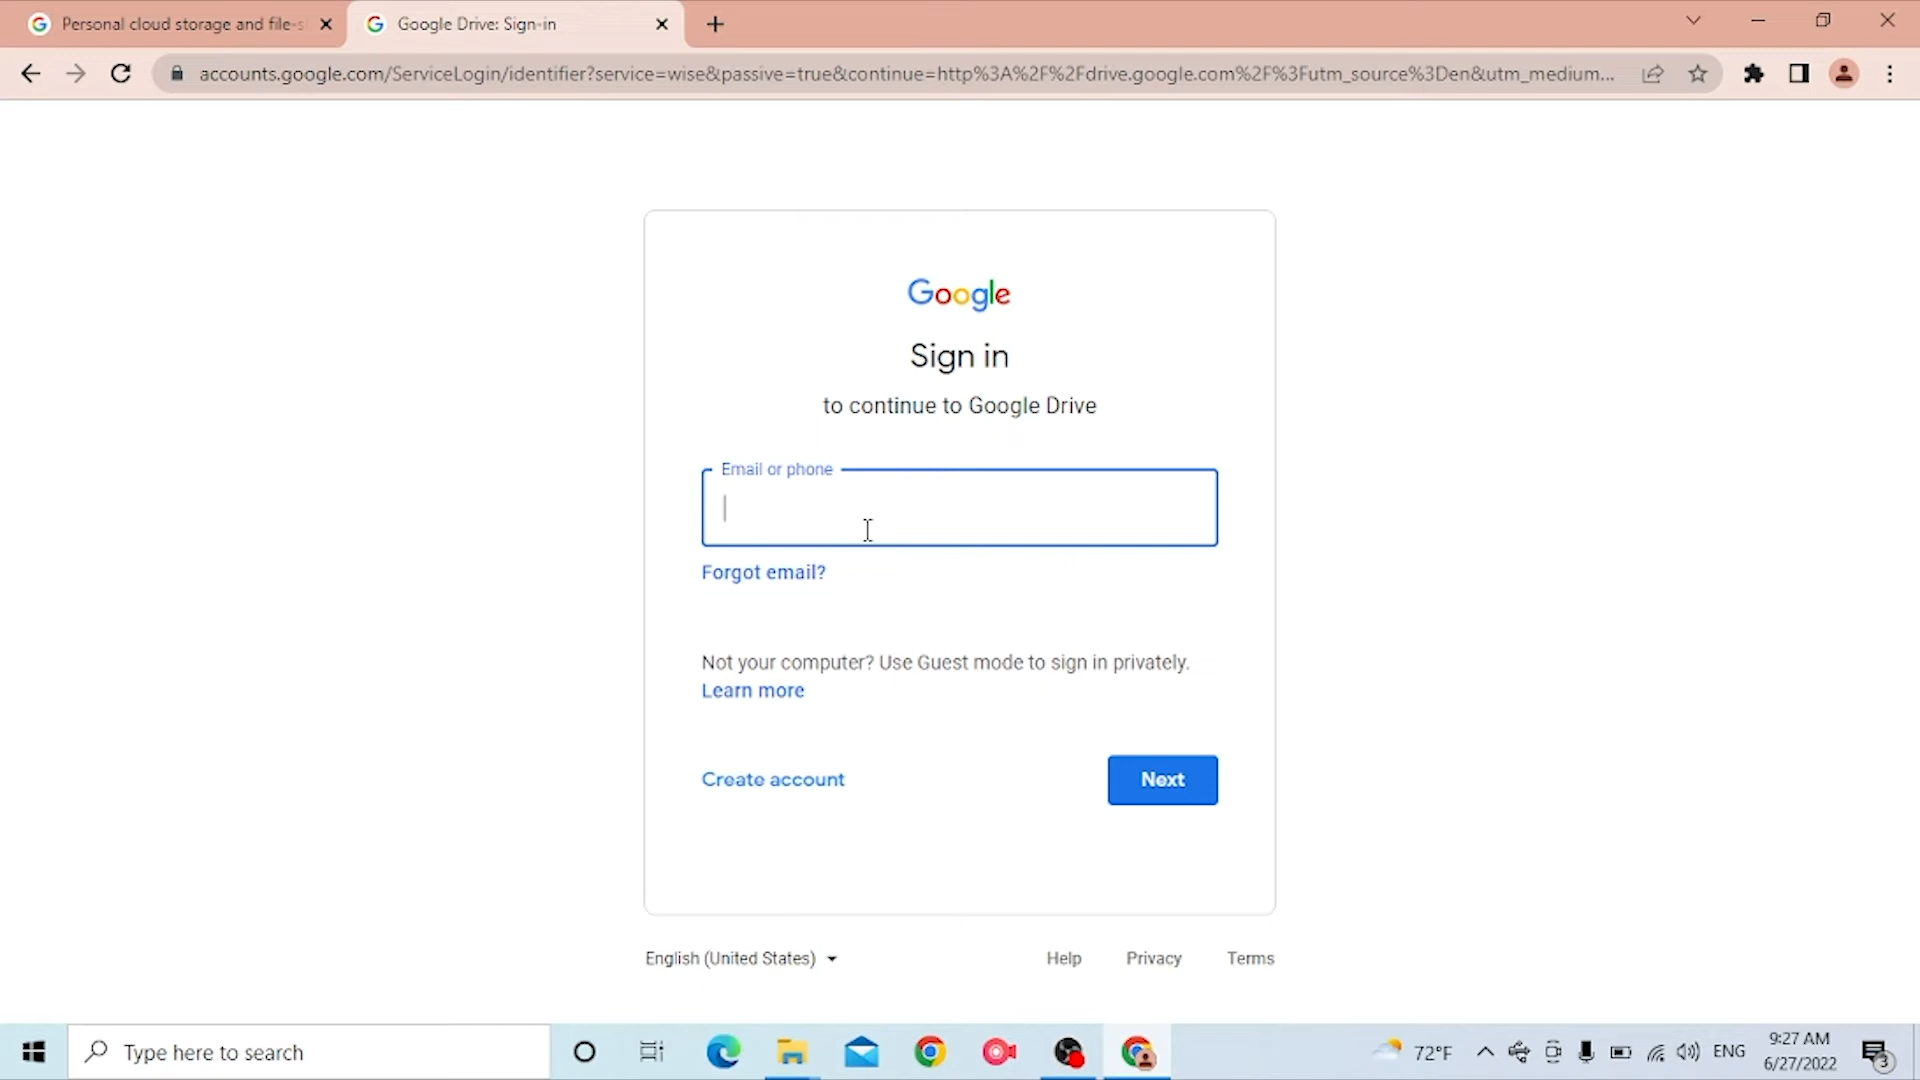 Personal cloud storage and file-s
Google Drive: Sign-in
accounts.google.com/ServiceLogin/identifier?service=wise&passive=true&continue=http%3A%2F%2Fdrive.google.com%2F%3Futm_source%3Den&utm_medium...
Google
Sign in
to continue to Google Drive
Email or phone
Forgot email?
Not your computer? Use Guest mode to sign in privately.
Learn more
Create account
Next
English (United States)
Help
Privacy
Terms
Type here to search
72°F
ENG
9:27 AM
6/27/2022
3